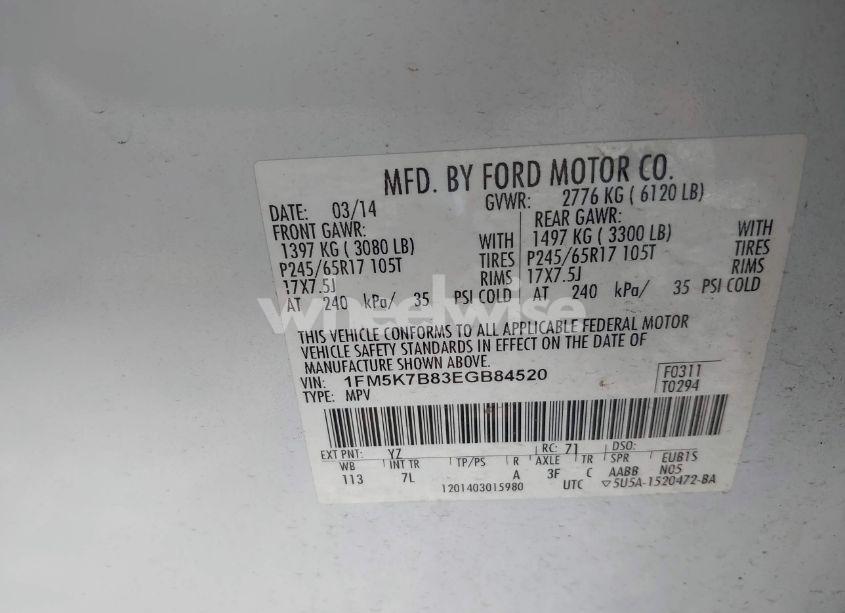 MFD. BY FORD MOTOR CO.
DATE: 03/14 GVWR: 2776 KG ( 6120 LB)
FRONT GAWR: REAR GAWR:
1397 KG ( 3080 LB) WITH 1497 KG ( 3300 LB) WITH
P245/65R17 105T TIRES P245/65R17 105T TIRES
17X7.5J RIMS 17X7.5J RIMS
AT 240 kPa/ 35 PSI COLD AT 240 kPa/ 35 PSI COLD
wheelwise
THIS VEHICLE CONFORMS TO ALL APPLICABLE FEDERAL MOTOR
VEHICLE SAFETY STANDARDS IN EFFECT ON THE DATE OF
MANUFACTURE SHOWN ABOVE.
VIN: 1FM5K7B83EGB84520 F0311
TYPE: MPV T0294
EXT PNT: YZ RC: 71 DSO:
WB INT TR TP/PS R AXLE TR SPR EUB1S
113 7L A 3F C AABB N05
1201403015980 UTC ▽5U5A-1520472-BA